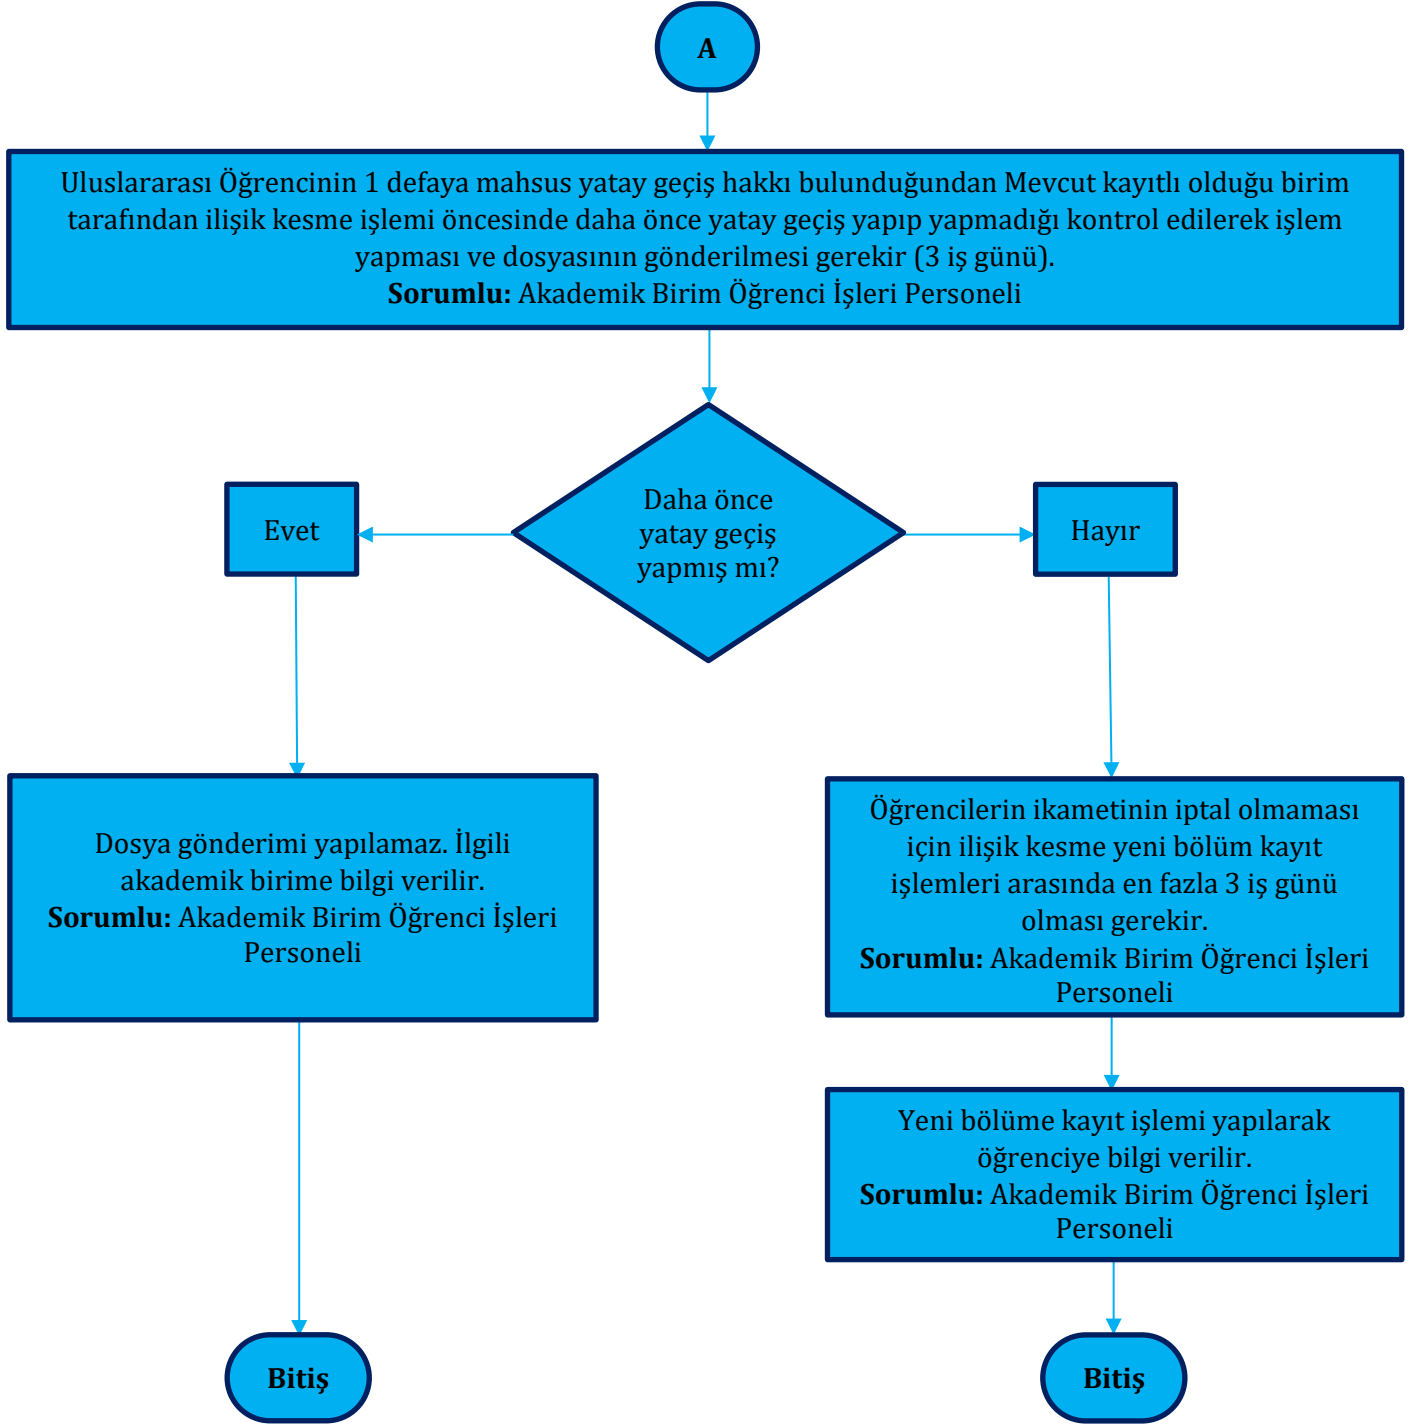 A
Uluslararası Öğrencinin 1 defaya mahsus yatay geçiş hakkı bulunduğundan Mevcut kayıtlı olduğu birim
tarafından ilişik kesme işlemi öncesinde daha önce yatay geçiş yapıp yapmadığı kontrol edilerek işlem
yapması ve dosyasının gönderilmesi gerekir (3 iş günü).
Sorumlu: Akademik Birim Öğrenci İşleri Personeli
Daha önce
yatay geçiş
yapmış mı?
Evet
Hayır
Dosya gönderimi yapılamaz. İlgili
akademik birime bilgi verilir.
Sorumlu: Akademik Birim Öğrenci İşleri
Personeli
Öğrencilerin ikametinin iptal olmaması
için ilişik kesme yeni bölüm kayıt
işlemleri arasında en fazla 3 iş günü
olması gerekir.
Sorumlu: Akademik Birim Öğrenci İşleri
Personeli
Yeni bölüme kayıt işlemi yapılarak
öğrenciye bilgi verilir.
Sorumlu: Akademik Birim Öğrenci İşleri
Personeli
Bitiş
Bitiş